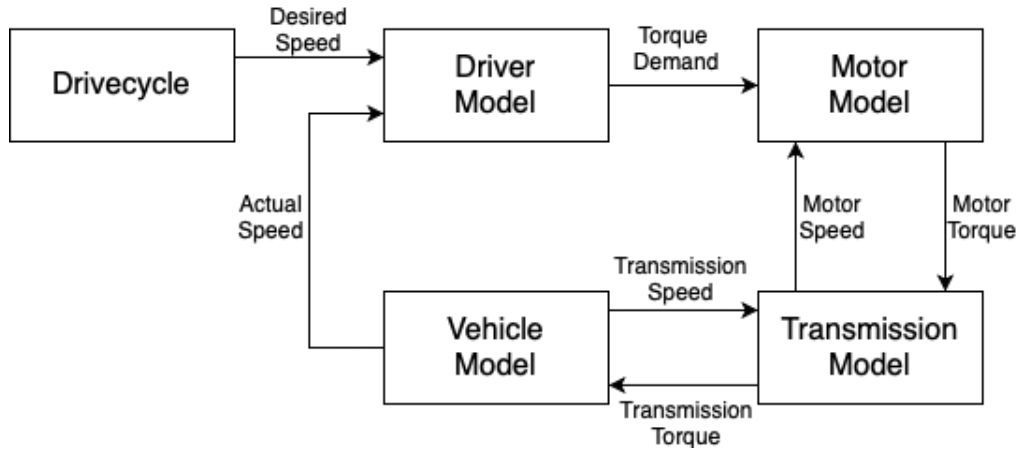 Desired
Speed
Drivecycle
Driver
Model
Torque
Demand
Motor
Model
Actual
Speed
Motor
Speed
Motor
Torque
Transmission
Speed
Vehicle
Model
Transmission
Model
Transmission
Torque